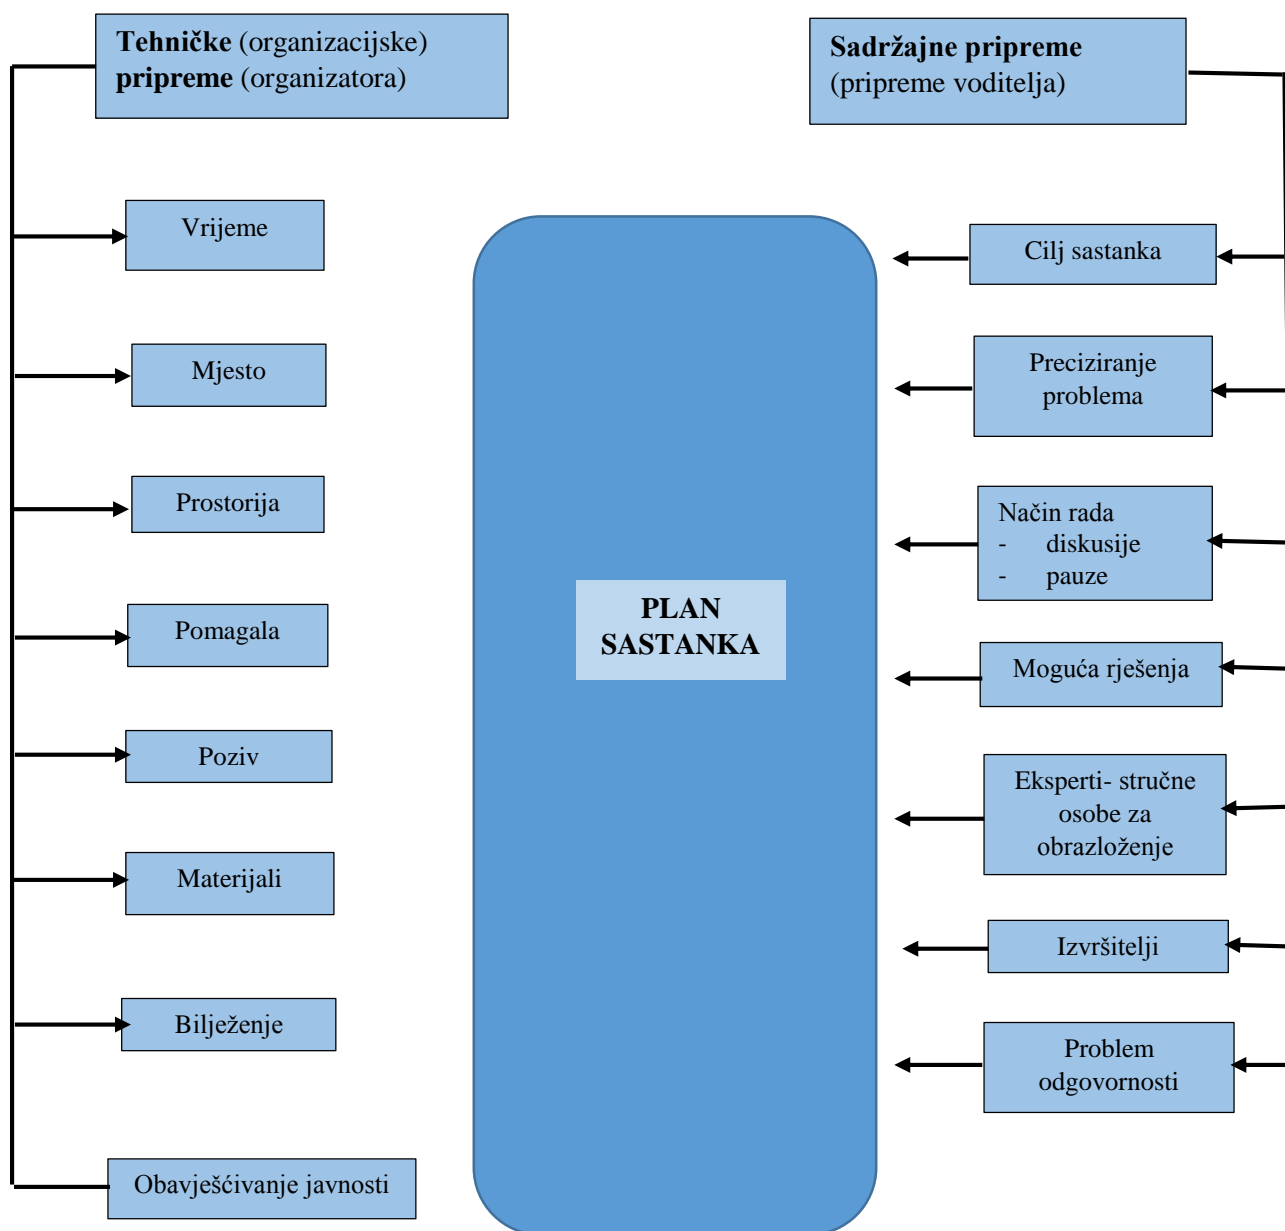 Tehničke (organizacijske)
pripreme (organizatora)
Sadržajne pripreme
(pripreme voditelja)
Vrijeme
Mjesto
Prostorija
Pomagala
Poziv
Materijali
Bilježenje
Obavješćivanje javnosti
PLAN
SASTANKA
Cilj sastanka
Preciziranje
problema
Način rada
- diskusije
- pauze
Moguća rješenja
Eksperti- stručne
osobe za
obrazloženje
Izvršitelji
Problem
odgovornosti